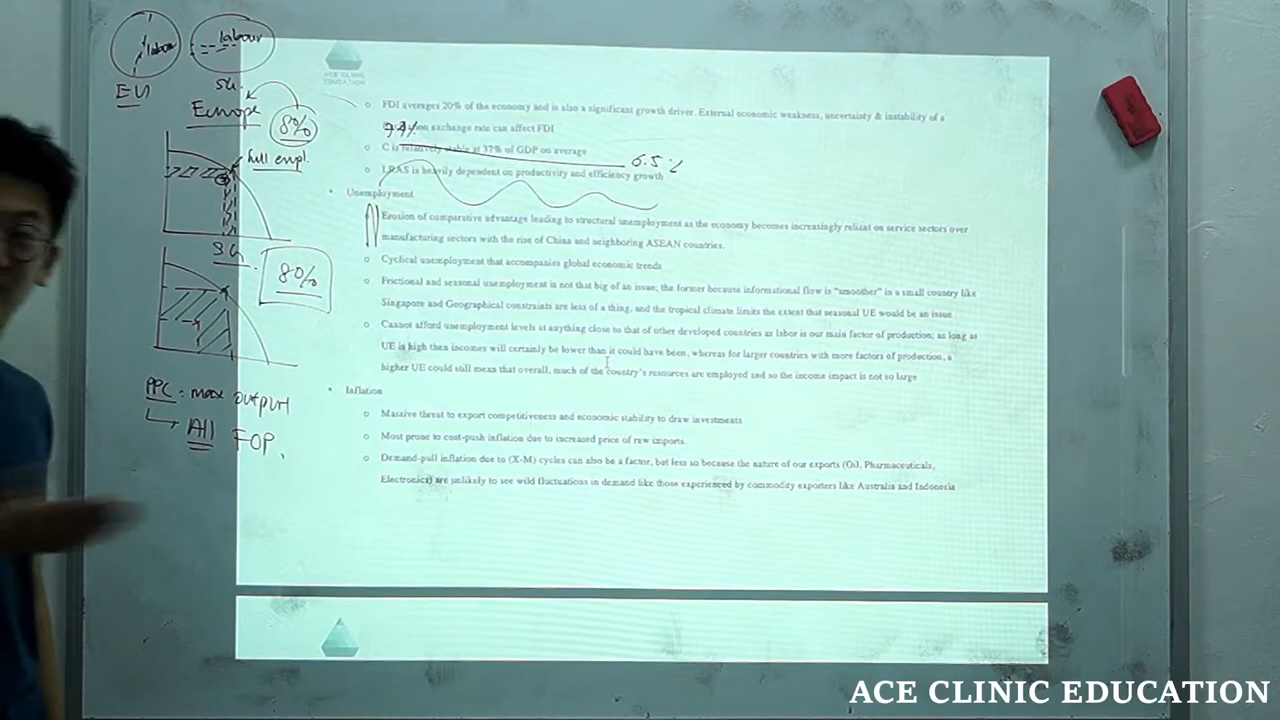 labour
labour
EU
SG
Europe
8%
full empl.
SG
8%
PPC: max output
All FOP.
6.5%
ACE CLINIC
EDUCATION
FDI averages 20% of the economy and is also a significant growth driver. External economic weakness, uncertainty & instability of a
exchange rate can affect FDI
C is relatively stable at 37% of GDP on average
LRAS is heavily dependent on productivity and efficiency growth
Unemployment
Erosion of comparative advantage leading to structural unemployment as the economy becomes increasingly reliant on service sectors over
manufacturing sectors with the rise of China and neighboring ASEAN countries.
Cyclical unemployment that accompanies global economic trends
Frictional and seasonal unemployment is not that big of an issue; the former because informational flow is "smoother" in a small country like
Singapore and Geographical constraints are less of a thing, and the tropical climate limits the extent that seasonal UE would be an issue
Cannot afford unemployment levels at anything close to that of other developed countries as labor is our main factor of production; as long as
UE is high then incomes will certainly be lower than it could have been, whereas for larger countries with more factors of production, a
higher UE could still mean that overall, much of the country's resources are employed and so the income impact is not so large
Inflation
Massive threat to export competitiveness and economic stability to draw investments
Most prone to cost-push inflation due to increased price of raw imports.
Demand-pull inflation due to (X-M) cycles can also be a factor, but less so because the nature of our exports (Oil, Pharmaceuticals,
Electronics) are unlikely to see wild fluctuations in demand like those experienced by commodity exporters like Australia and Indonesia
ACE CLINIC EDUCATION